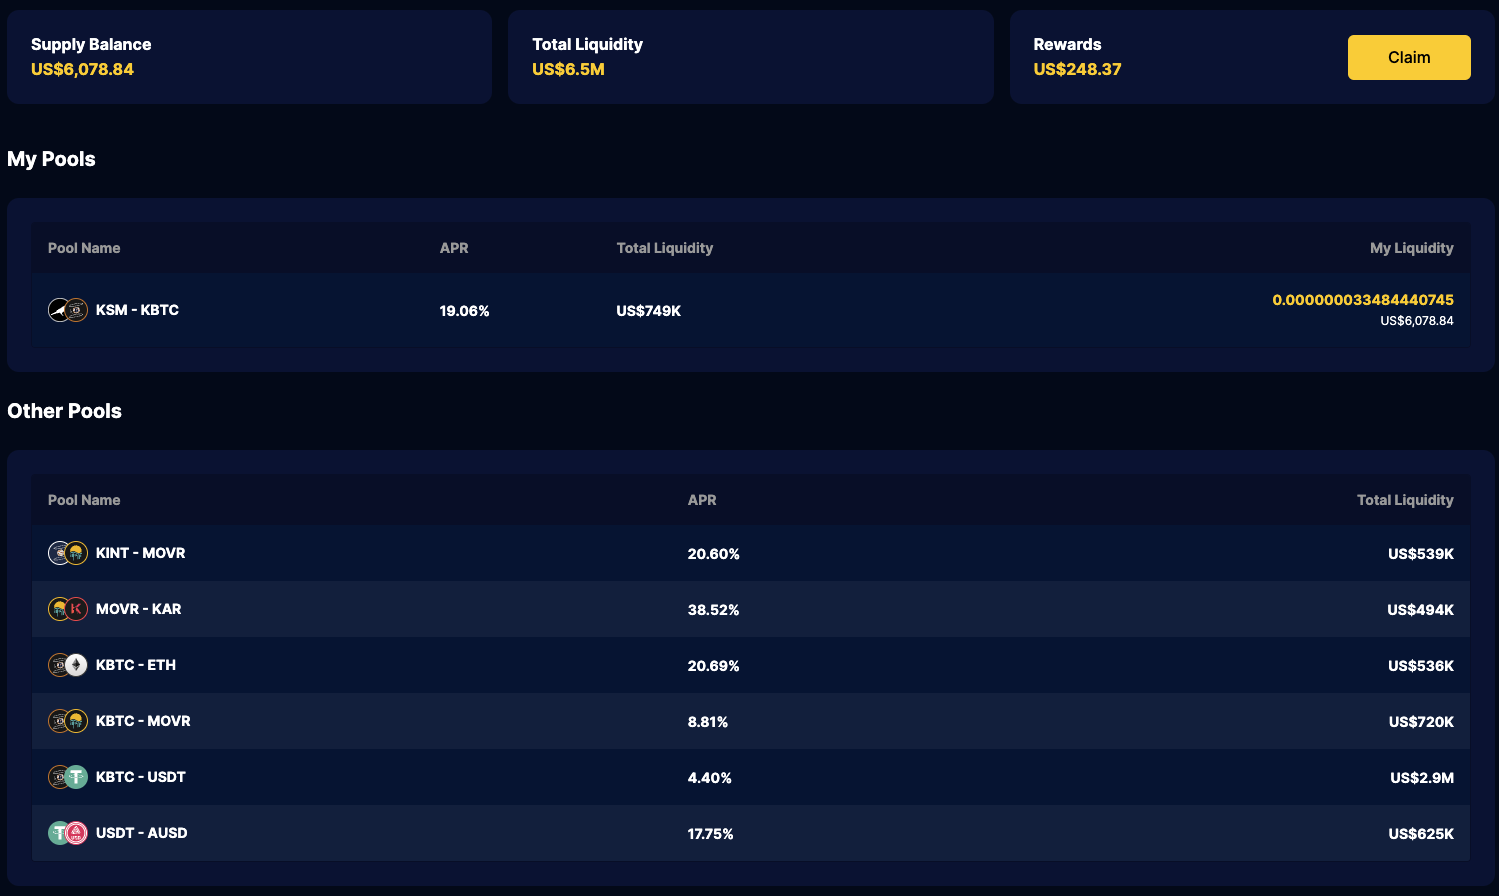 Supply Balance
US$6,078.84
Total Liquidity
US$6.5M
Rewards
US$248.37
Claim
My Pools
Pool Name APR Total Liquidity My Liquidity
KSM - KBTC 19.06% US$749K 0.000000033484440745
US$6,078.84
Other Pools
Pool Name APR Total Liquidity
KINT - MOVR 20.60% US$539K
MOVR - KAR 38.52% US$494K
KBTC - ETH 20.69% US$536K
KBTC - MOVR 8.81% US$720K
KBTC - USDT 4.40% US$2.9M
USDT - AUSD 17.75% US$625K